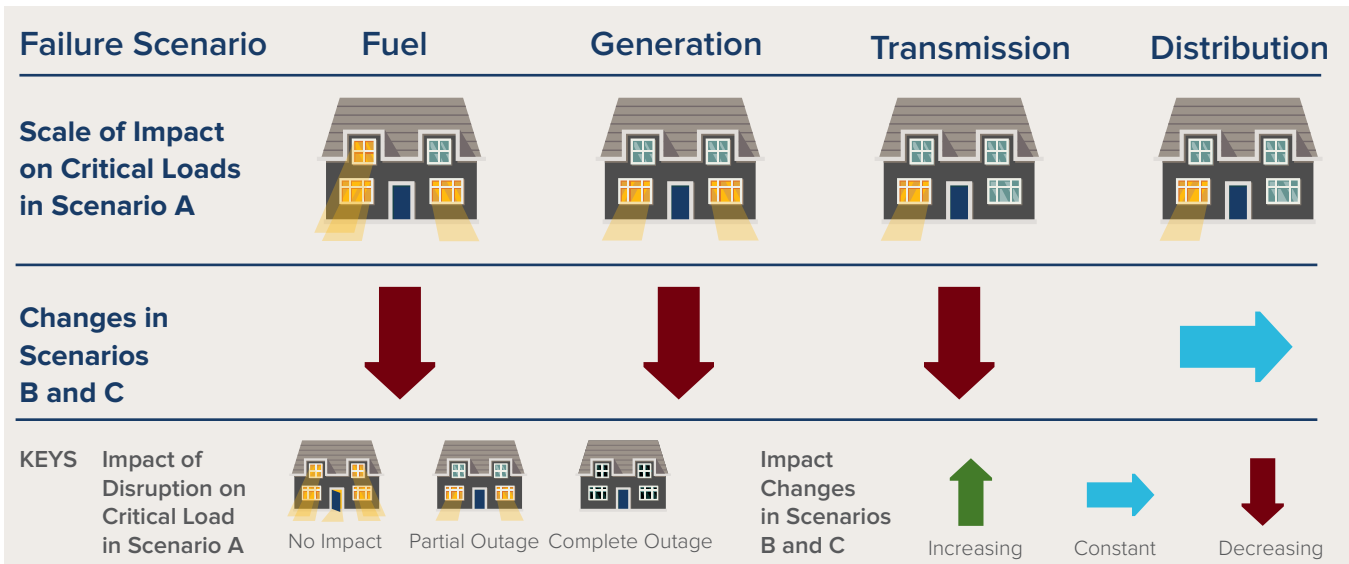 Failure Scenario Fuel Generation Transmission Distribution
Scale of Impact
on Critical Loads
in Scenario A
Changes in
Scenarios
B and C
KEYS
Impact of
Disruption on
Critical Load
in Scenario A
No Impact
Partial Outage
Complete Outage
Impact
Changes
in Scenarios
B and C
Increasing
Constant
Decreasing